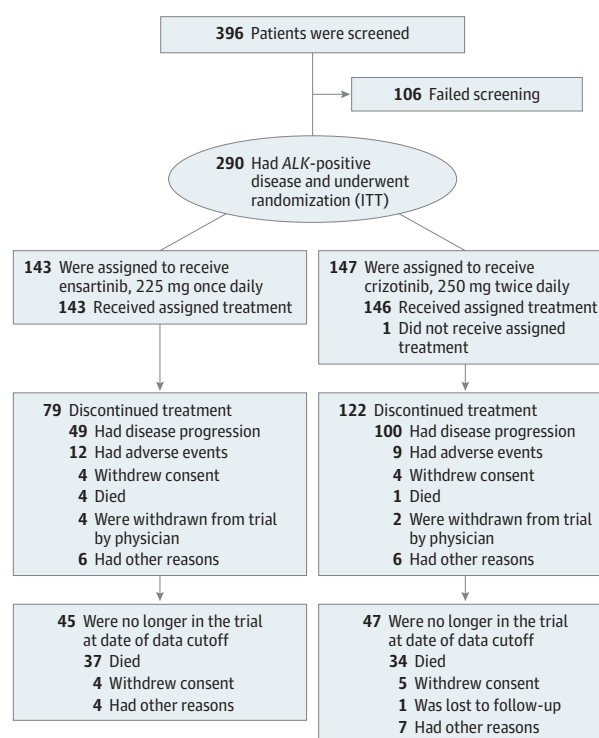 396 Patients were screened
106 Failed screening
290 Had ALK-positive
disease and underwent
randomization (ITT)
143 Were assigned to receive
ensartinib, 225 mg once daily
143 Received assigned treatment
147 Were assigned to receive
crizotinib, 250 mg twice daily
146 Received assigned treatment
1 Did not receive assigned
treatment
79 Discontinued treatment
49 Had disease progression
12 Had adverse events
4 Withdrew consent
4 Died
4 Were withdrawn from trial
by physician
6 Had other reasons
122 Discontinued treatment
100 Had disease progression
9 Had adverse events
4 Withdrew consent
1 Died
2 Were withdrawn from trial
by physician
6 Had other reasons
45 Were no longer in the trial
at date of data cutoff
37 Died
4 Withdrew consent
4 Had other reasons
47 Were no longer in the trial
at date of data cutoff
34 Died
5 Withdrew consent
1 Was lost to follow-up
7 Had other reasons